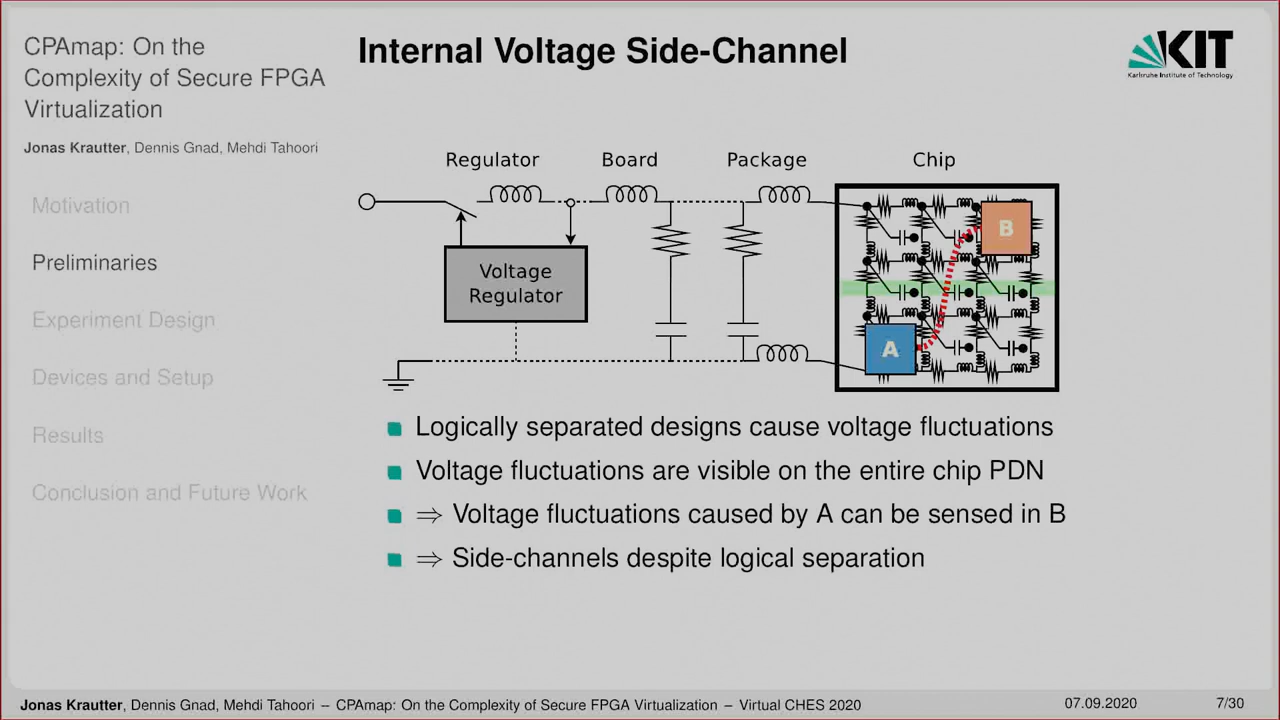 CPAmap: On the
Complexity of Secure FPGA
Virtualization
Jonas Krautter, Dennis Gnad, Mehdi Tahoori
Motivation
Preliminaries
Experiment Design
Devices and Setup
Results
Conclusion and Future Work
Internal Voltage Side-Channel
KIT
Karlsruhe Institute of Technology
Regulator Board Package Chip
Voltage
Regulator
B
A
Logically separated designs cause voltage fluctuations
Voltage fluctuations are visible on the entire chip PDN
⇒ Voltage fluctuations caused by A can be sensed in B
⇒ Side-channels despite logical separation
Jonas Krautter, Dennis Gnad, Mehdi Tahoori – CPAmap: On the Complexity of Secure FPGA Virtualization – Virtual CHES 2020 07.09.2020 7/30